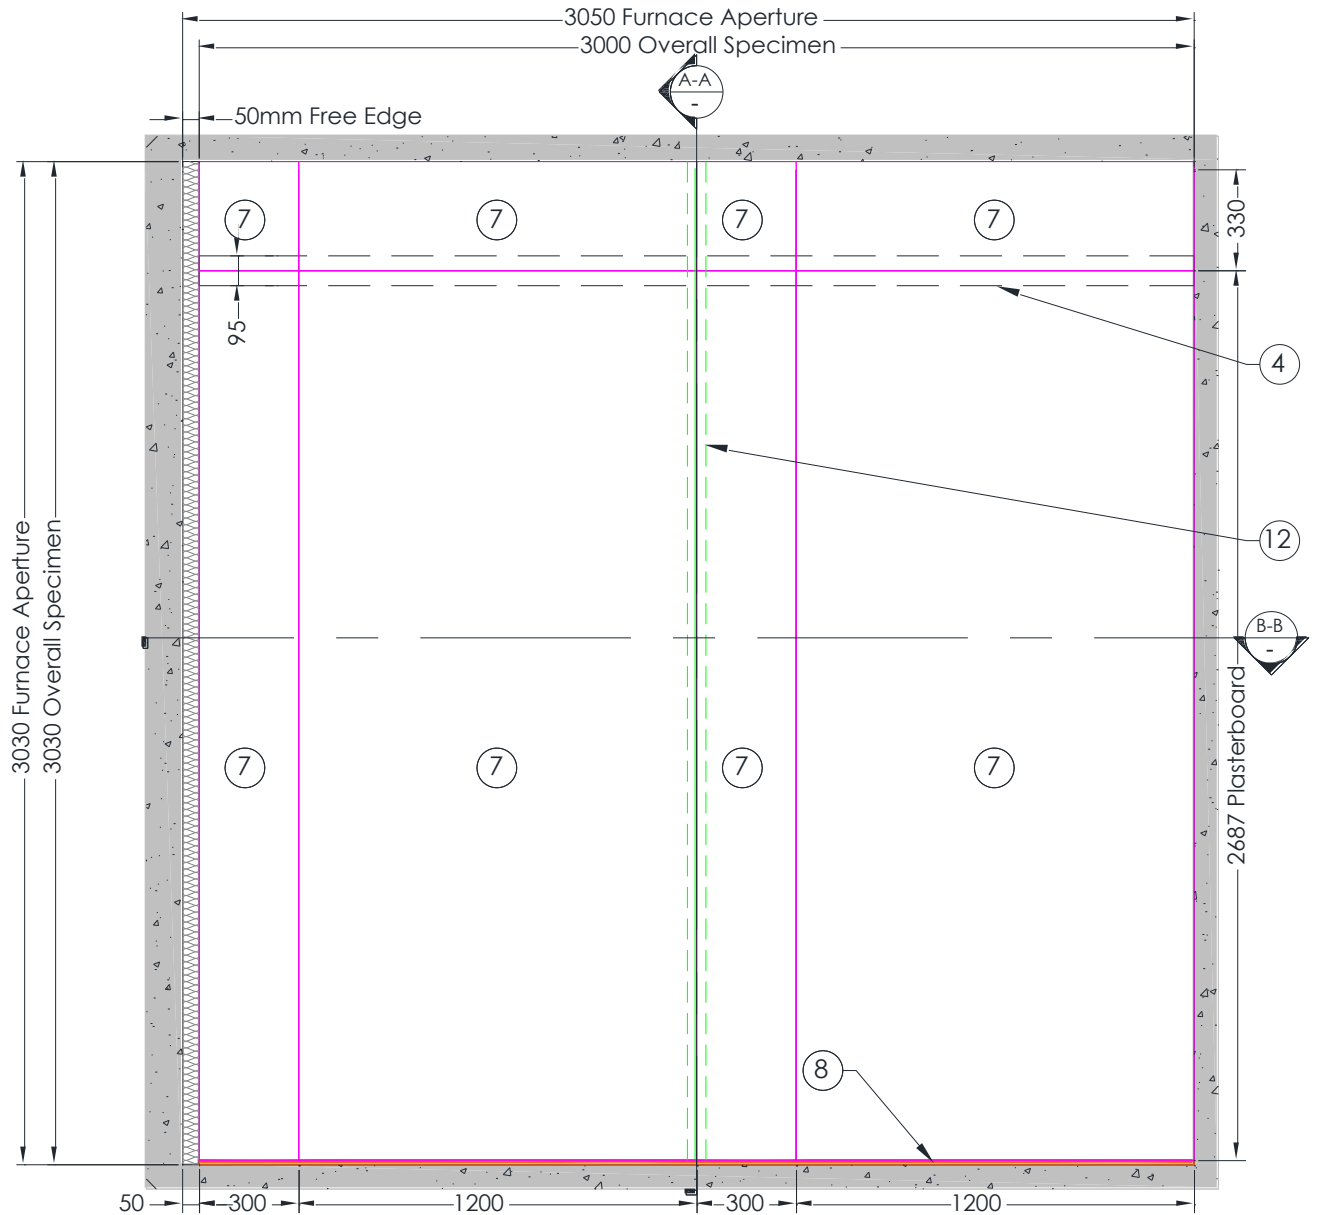 3050 Furnace Aperture
3000 Overall Specimen
A-A
-
50mm Free Edge
7
7
7
7
330
95
4
12
3030 Furnace Aperture
3030 Overall Specimen
B-B
-
2687 Plasterboard
7
7
7
7
8
50
300
1200
300
1200